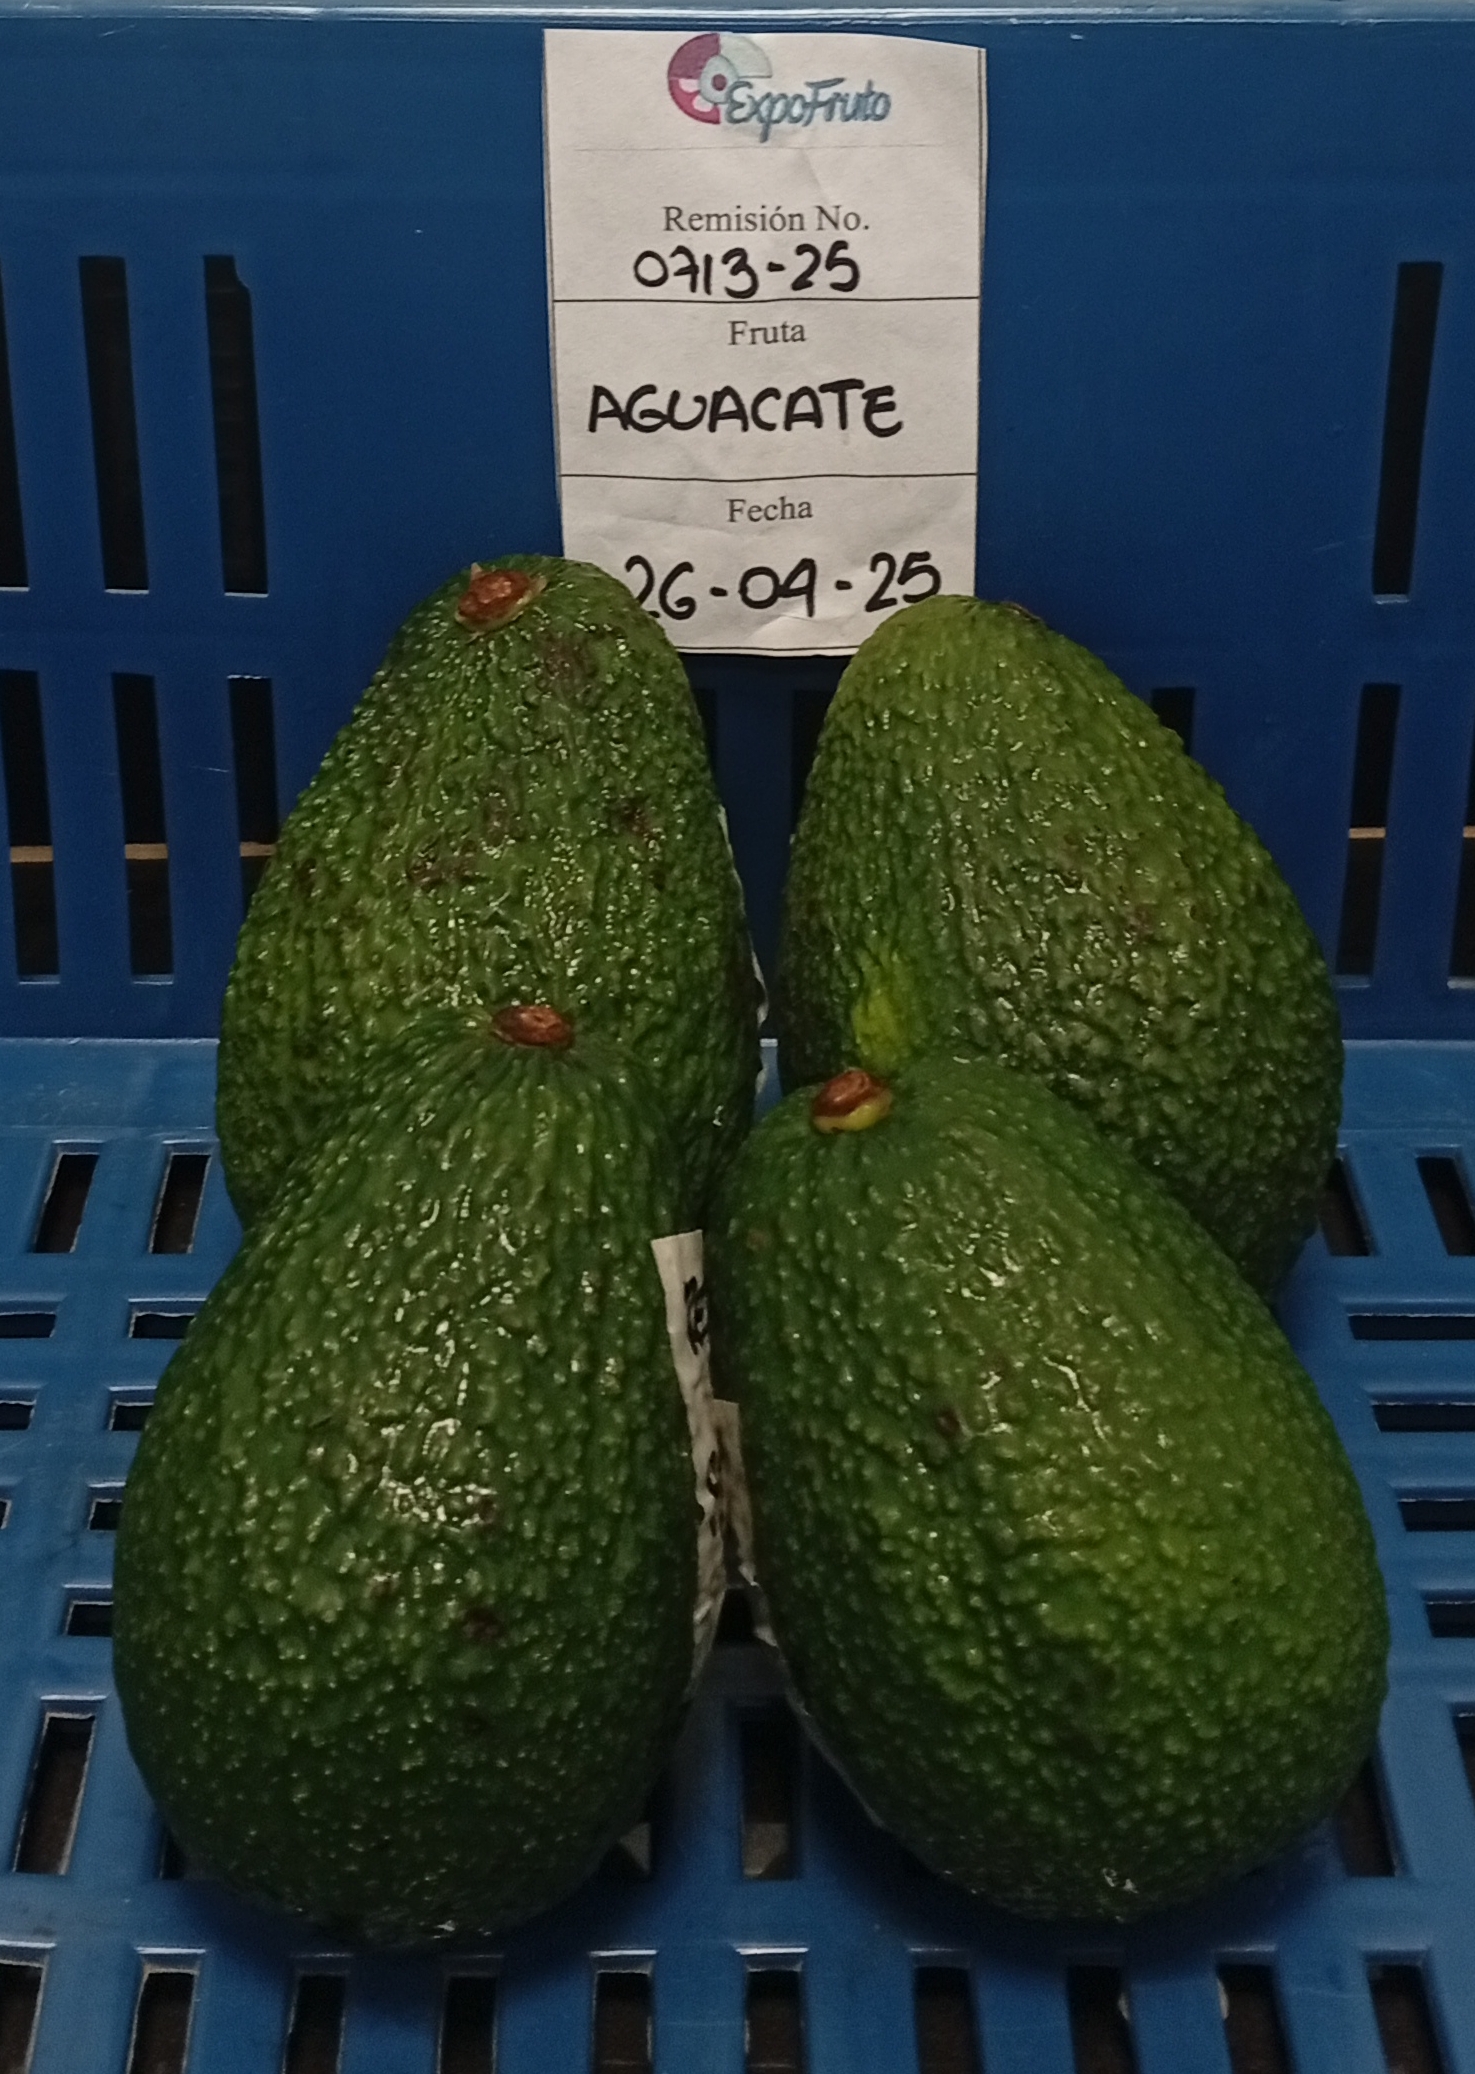 ExpoFruto
Remisión No.
0713-25
Fruta
AGUACATE
Fecha
26-04-25